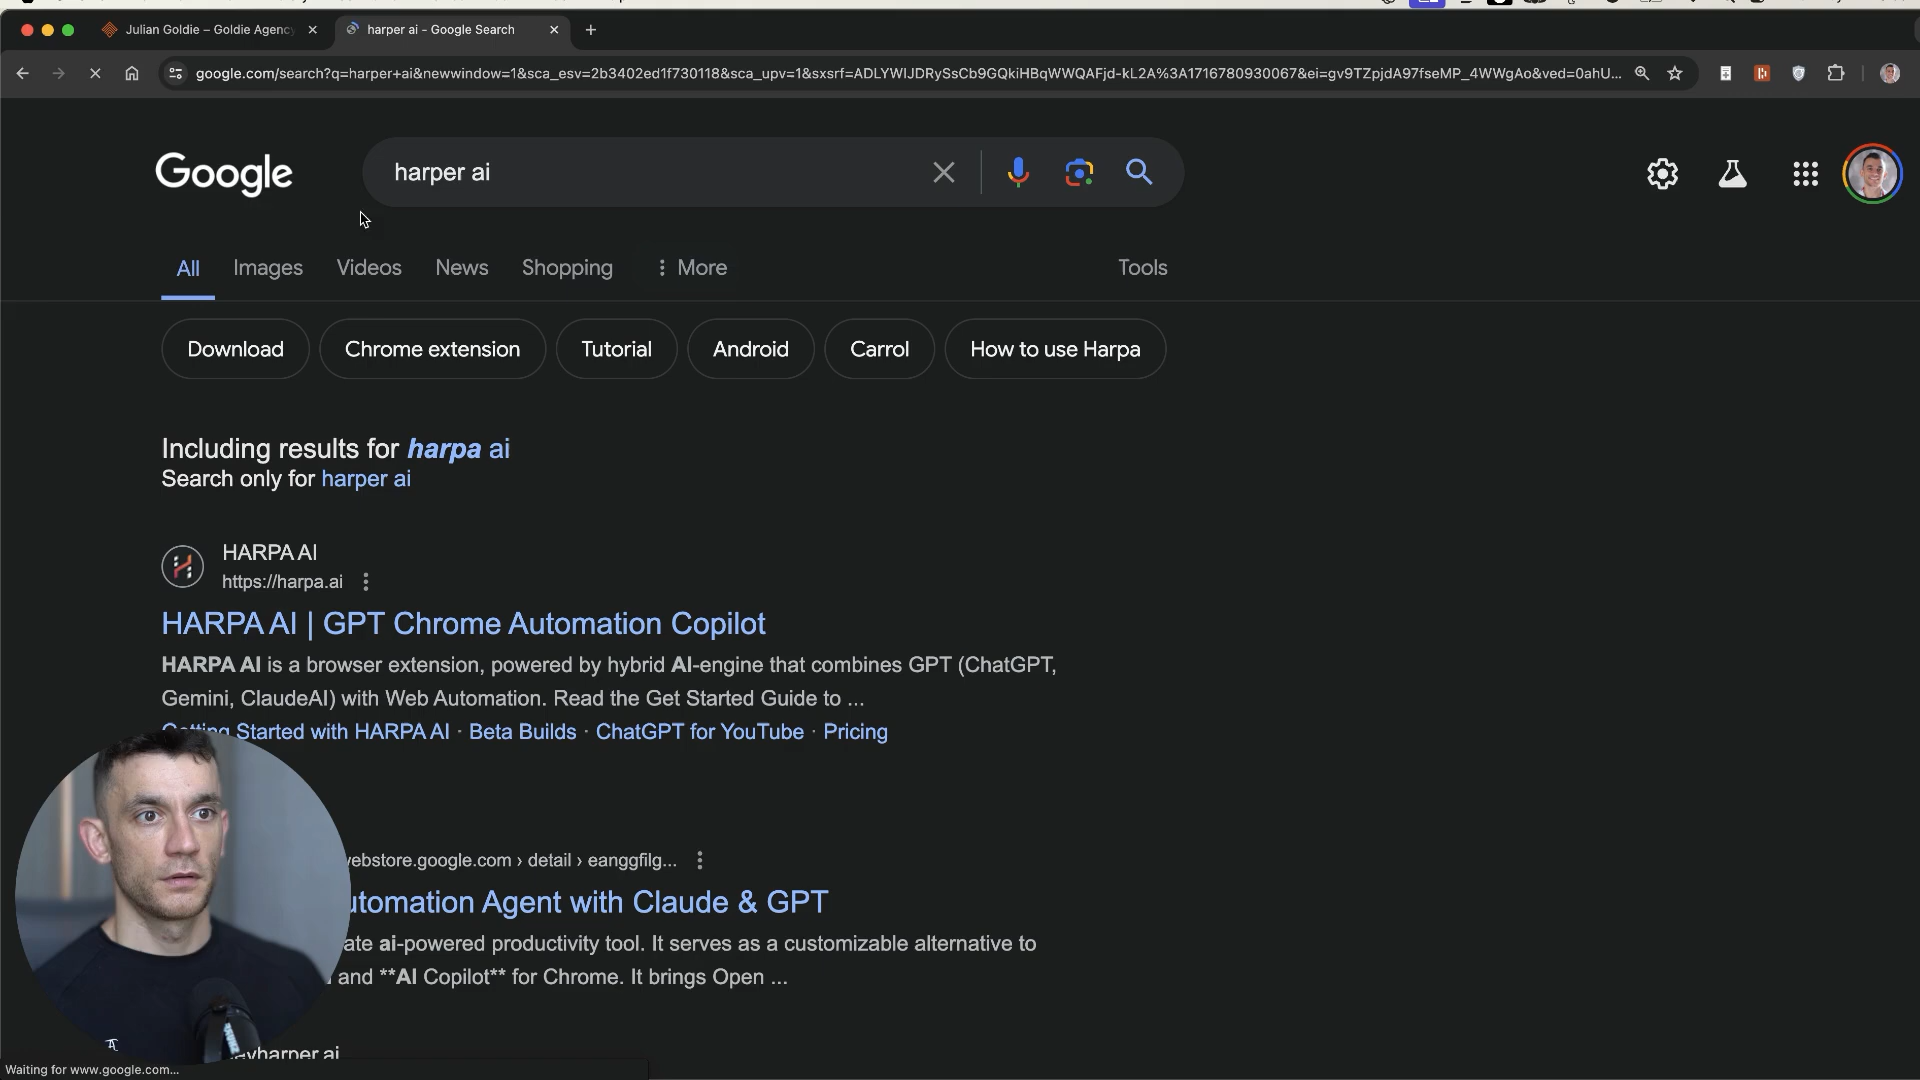 Julian Goldie – Goldie Agency
harper ai - Google Search
google.com/search?q=harper+ai&newwindow=1&sca_esv=2b3402ed1f730118&sca_upv=1&sxsrf=ADLYWIJDRySsCb9GQkiHBqWWQAFjd-kL2A%3A1716780930067&ei=gv9TZpjdA97fseMP_4WWgAo&ved=0ahU...
Google
harper ai
All
Images
Videos
News
Shopping
More
Tools
Download
Chrome extension
Tutorial
Android
Carrol
How to use Harpa
Including results for harpa ai
Search only for harper ai
HARPA AI
https://harpa.ai
HARPA AI | GPT Chrome Automation Copilot
HARPA AI is a browser extension, powered by hybrid AI-engine that combines GPT (ChatGPT,
Gemini, ClaudeAI) with Web Automation. Read the Get Started Guide to ...
Getting Started with HARPA AI · Beta Builds · ChatGPT for YouTube · Pricing
ebstore.google.com › detail › eanggfilg...
utomation Agent with Claude & GPT
ate ai-powered productivity tool. It serves as a customizable alternative to
and **AI Copilot** for Chrome. It brings Open ...
harper ai
Waiting for www.google.com...